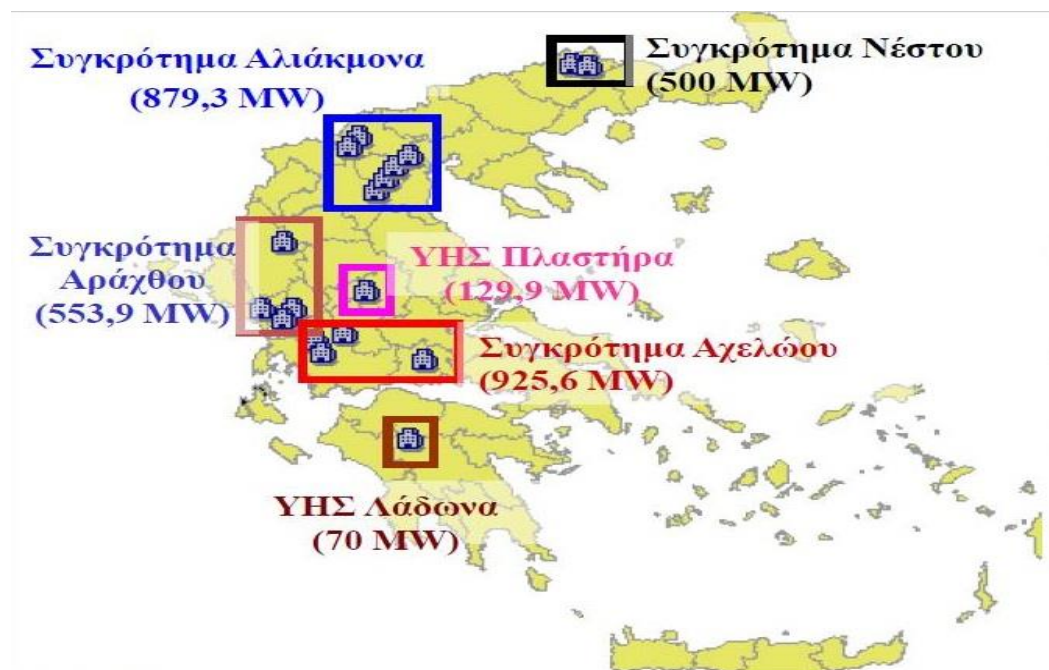 Συγκρότημα Νέστου
(500 MW)
Συγκρότημα Αλιάκμονα
(879,3 MW)
Συγκρότημα
Αράχθου
(553,9 MW)
ΥΗΣ Πλαστήρα
(129,9 MW)
Συγκρότημα Αχελώου
(925,6 MW)
ΥΗΣ Λάδωνα
(70 MW)